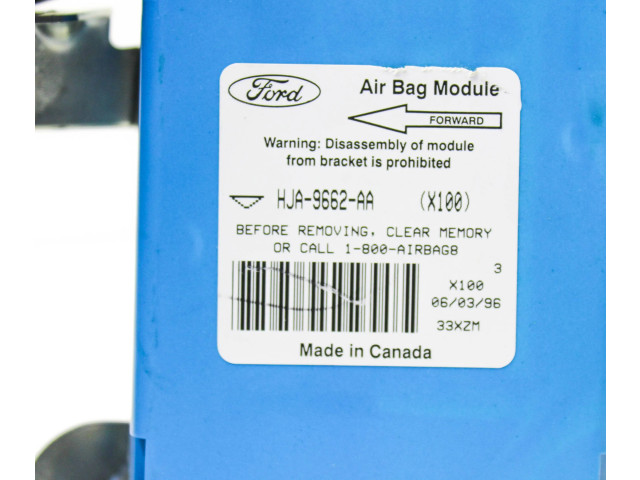 Ford Air Bag Module
FORWARD
Warning: Disassembly of module
from bracket is prohibited
HJA-9662-AA (X100)
BEFORE REMOVING, CLEAR MEMORY
OR CALL 1-800-AIRBAG8
3
X100
06/03/96
33XZM
Made in Canada